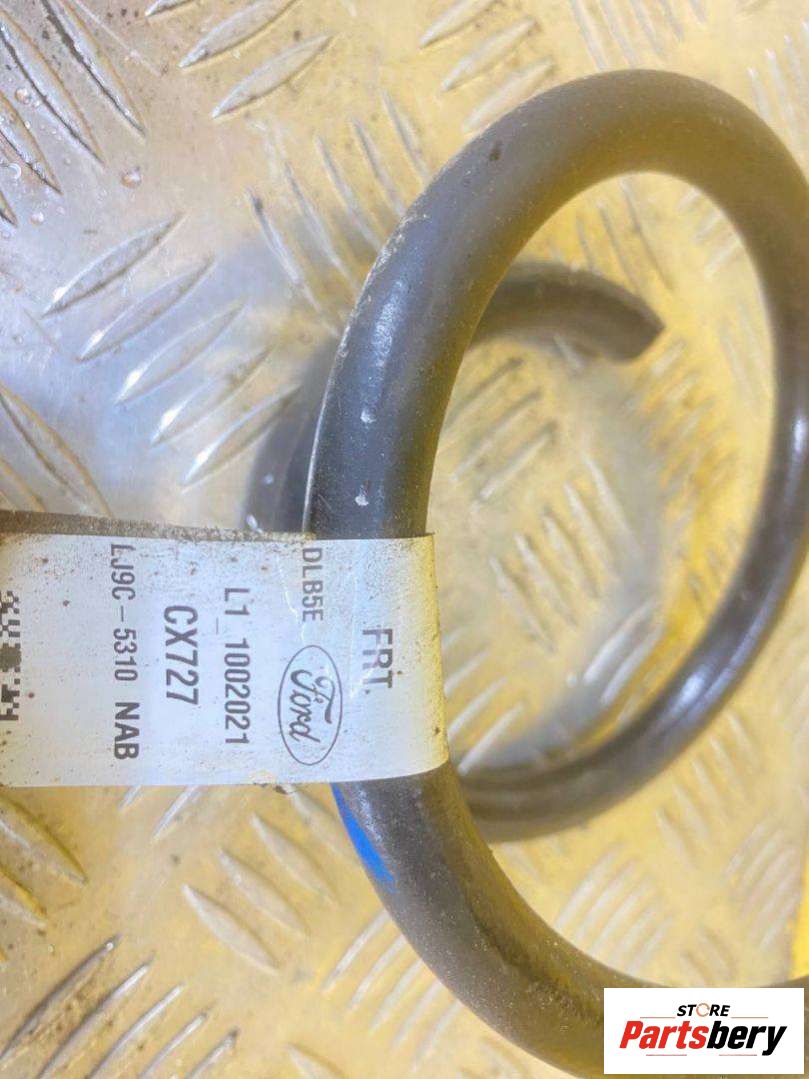 FRT.
DLB5E
Ford
L1 1002021
CX727
LJ9C-5310 NAB
STORE
Partsbery